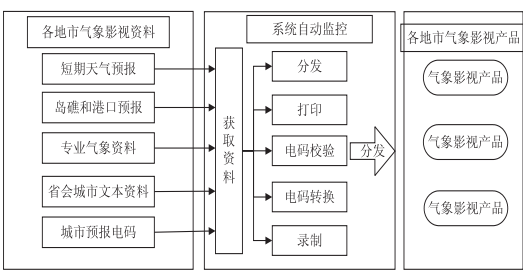 各地市气象影视资料
短期天气预报
岛礁和港口预报
专业气象资料
省会城市文本资料
城市预报电码
系统自动监控
获取资料
分发
打印
电码校验
电码转换
录制
分发
各地市气象影视产品
气象影视产品
气象影视产品
气象影视产品